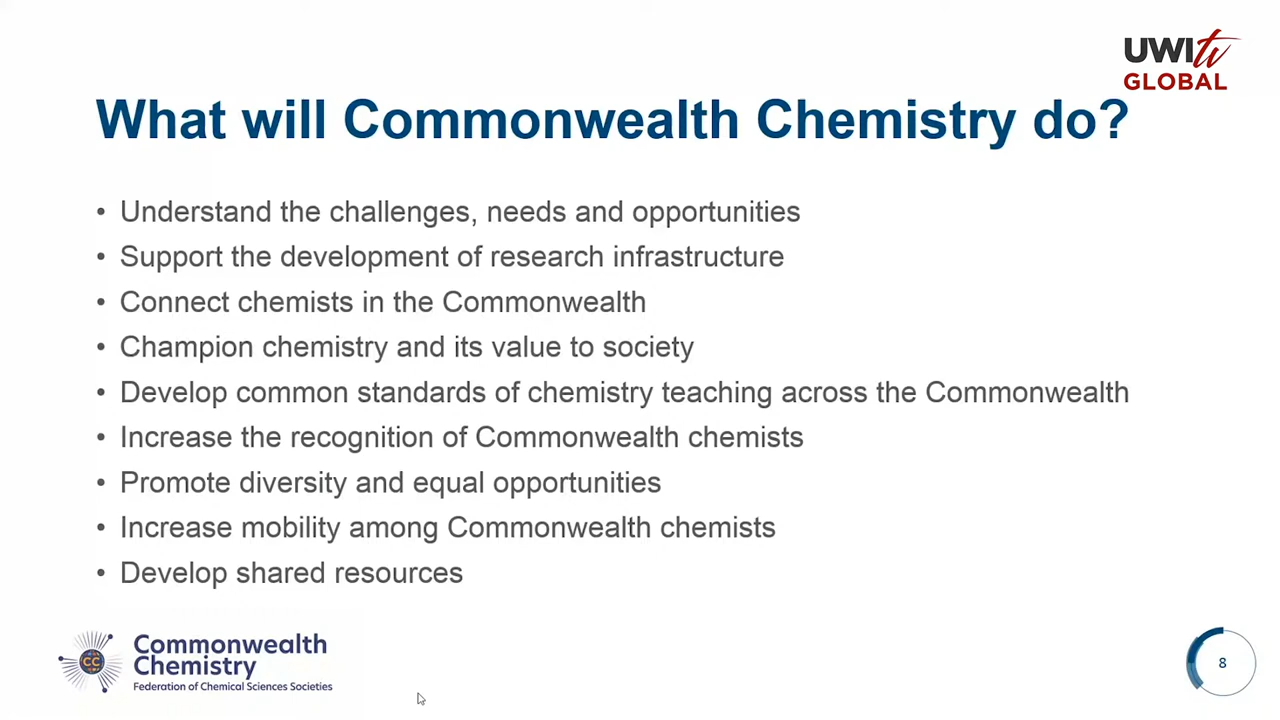 UWI tv
GLOBAL
What will Commonwealth Chemistry do?
• Understand the challenges, needs and opportunities
• Support the development of research infrastructure
• Connect chemists in the Commonwealth
• Champion chemistry and its value to society
• Develop common standards of chemistry teaching across the Commonwealth
• Increase the recognition of Commonwealth chemists
• Promote diversity and equal opportunities
• Increase mobility among Commonwealth chemists
• Develop shared resources
CC
Commonwealth
Chemistry
Federation of Chemical Sciences Societies
8